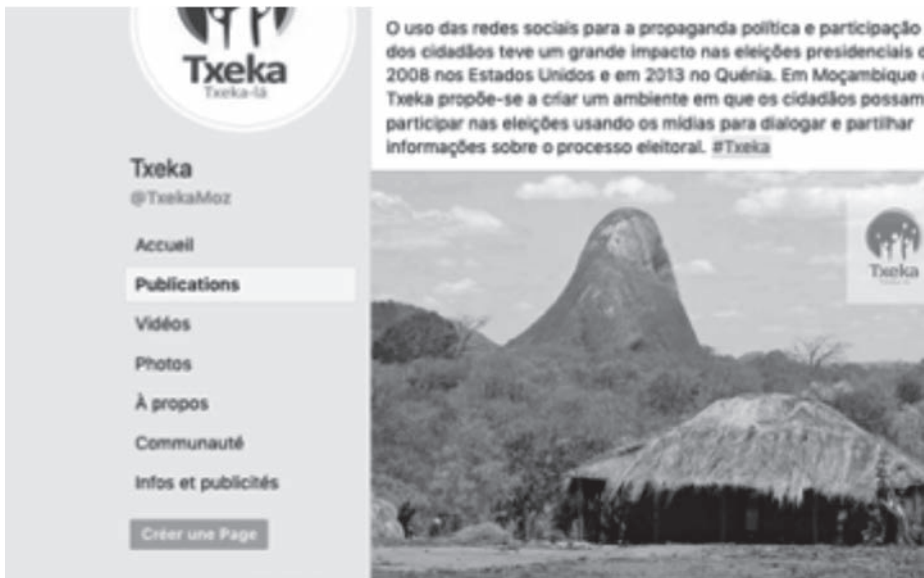 Txeka
Txeka-lá
Txeka
@TxekaMoz
Accueil
Publications
Vidéos
Photos
À propos
Communauté
Infos et publicités
Créer une Page
O uso das redes sociais para a propaganda política e participação
dos cidadãos teve um grande impacto nas eleições presidenciais
2008 nos Estados Unidos e em 2013 no Quénia. Em Moçambique
Txeka propõe-se a criar um ambiente em que os cidadãos possam
participar nas eleições usando os mídias para dialogar e partilhar
informações sobre o processo eleitoral. #Txeka
Txeka